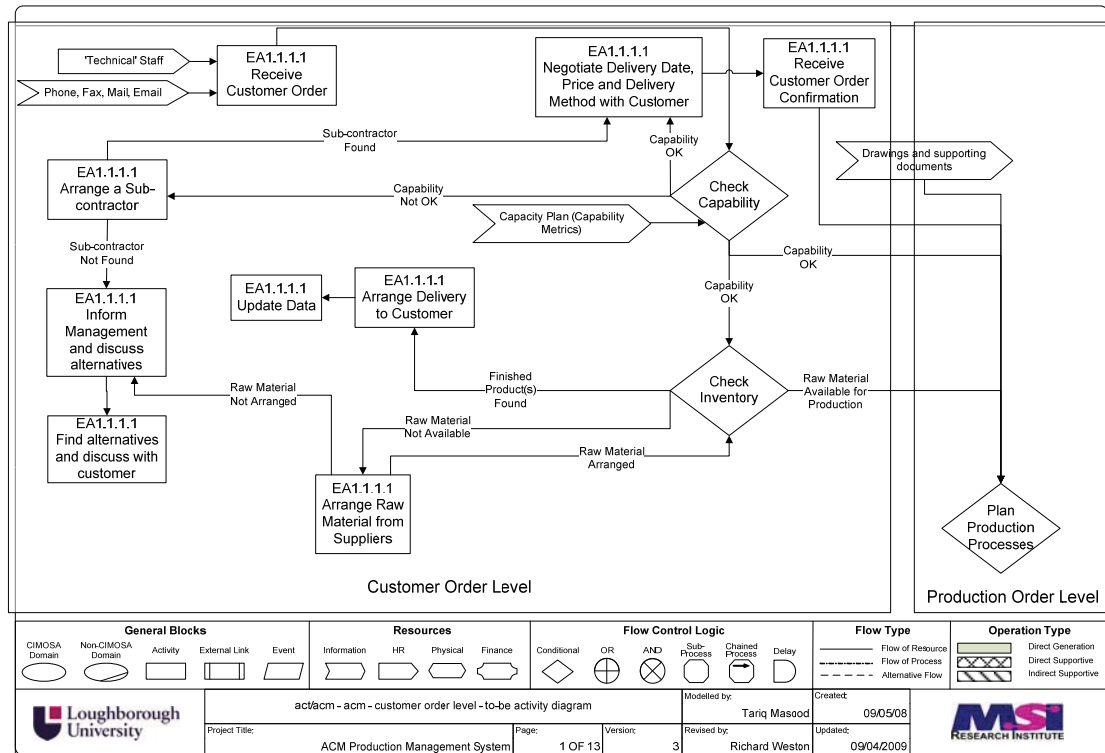 'Technical' Staff
Phone, Fax, Mail, Email
EA1.1.1.1
Receive
Customer Order
EA1.1.1.1
Negotiate Delivery Date,
Price and Delivery
Method with Customer
EA1.1.1.1
Receive
Customer Order
Confirmation
Sub-contractor
Found
Capability
OK
Drawings and supporting
documents
EA1.1.1.1
Arrange a Sub-
contractor
Capability
Not OK
Check
Capability
Capacity Plan (Capability
Metrics)
Sub-contractor
Not Found
Capability
OK
Capability
OK
EA1.1.1.1
Inform
Management
and discuss
alternatives
EA1.1.1.1
Update Data
EA1.1.1.1
Arrange Delivery
to Customer
Finished
Product(s)
Found
Check
Inventory
Raw Material
Available for
Production
Raw Material
Not Arranged
Raw Material
Not Available
EA1.1.1.1
Find alternatives
and discuss with
customer
Raw Material
Arranged
EA1.1.1.1
Arrange Raw
Material from
Suppliers
Plan
Production
Processes
Customer Order Level
Production Order Level
General Blocks
CIMOSA
Domain
Non-CIMOSA
Domain
Activity
External Link
Event
Resources
Information
HR
Physical
Finance
Flow Control Logic
Conditional
OR
AND
Sub-
Process
Chained
Process
Delay
Flow Type
Flow of Resource
Flow of Process
Alternative Flow
Operation Type
Direct Generation
Direct Supportive
Indirect Supportive
Loughborough
University
act/acm - acm - customer order level - to-be activity diagram
Modelled by:
Tariq Masood
Created:
09/05/08
Project Title:
ACM Production Management System
Page:
1 OF 13
Version:
3
Revised by:
Richard Weston
Updated:
09/04/2009
MSI
RESEARCH INSTITUTE